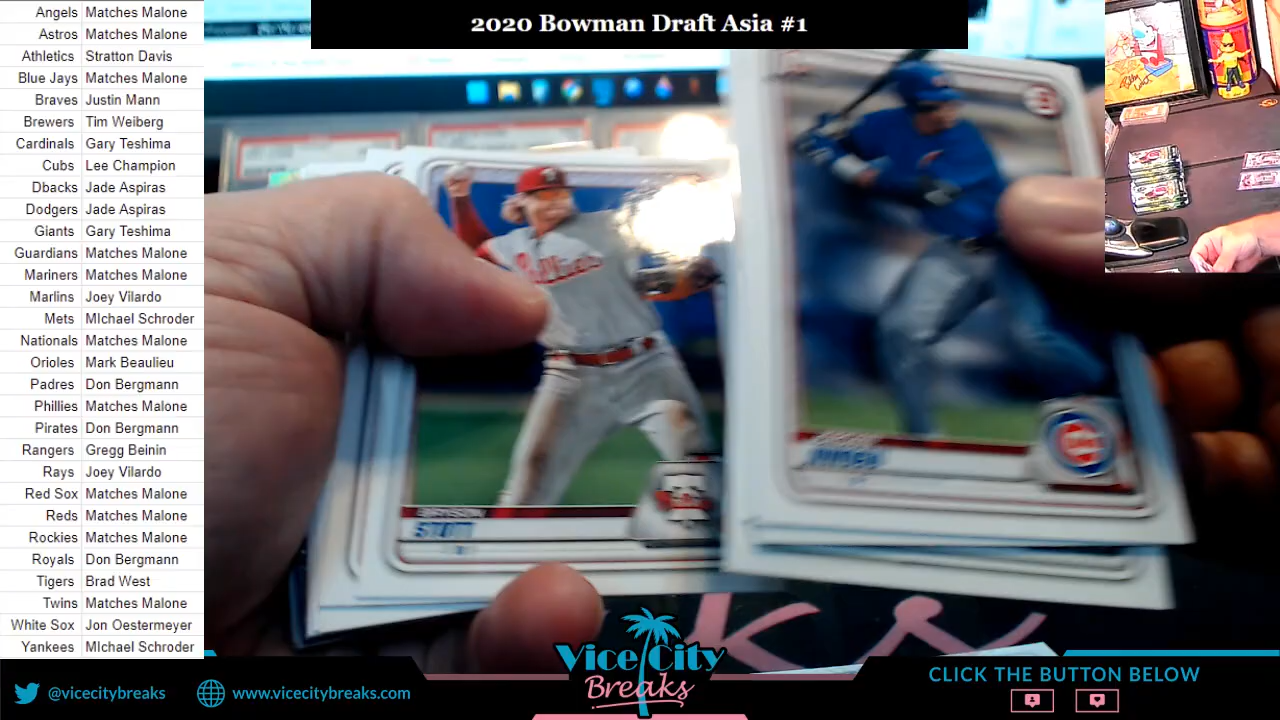 2020 Bowman Draft Asia #1
Angels Matches Malone
Astros Matches Malone
Athletics Stratton Davis
Blue Jays Matches Malone
Braves Justin Mann
Brewers Tim Weiberg
Cardinals Gary Teshima
Cubs Lee Champion
Dbacks Jade Aspiras
Dodgers Jade Aspiras
Giants Gary Teshima
Guardians Matches Malone
Mariners Matches Malone
Marlins Joey Vilardo
Mets MIchael Schroder
Nationals Matches Malone
Orioles Mark Beaulieu
Padres Don Bergmann
Phillies Matches Malone
Pirates Don Bergmann
Rangers Gregg Beinin
Rays Joey Vilardo
Red Sox Matches Malone
Reds Matches Malone
Rockies Matches Malone
Royals Don Bergmann
Tigers Brad West
Twins Matches Malone
White Sox Jon Oestermeyer
Yankees MIchael Schroder
Phillies
BRYSON
STOTT
Vice City
Breaks
@vicecitybreaks
www.vicecitybreaks.com
CLICK THE BUTTON BELOW